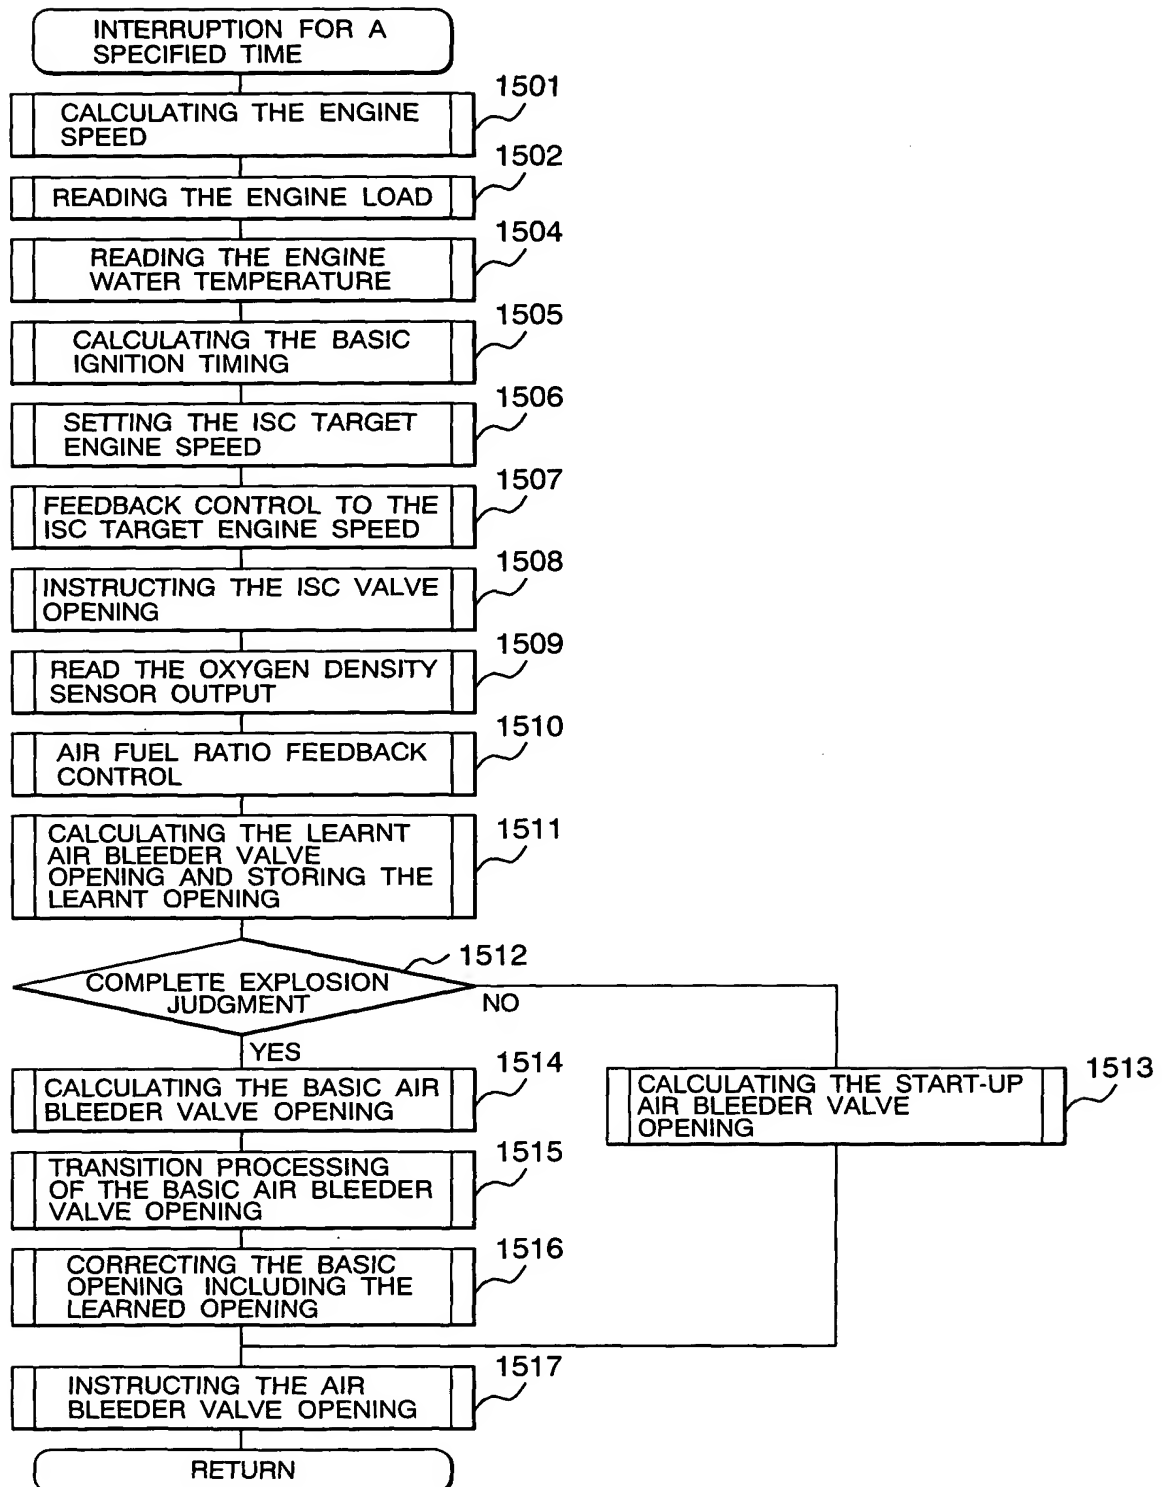 INTERRUPTION FOR A
SPECIFIED TIME
1501
CALCULATING THE ENGINE
SPEED
1502
READING THE ENGINE LOAD
1504
READING THE ENGINE
WATER TEMPERATURE
1505
CALCULATING THE BASIC
IGNITION TIMING
1506
SETTING THE ISC TARGET
ENGINE SPEED
1507
FEEDBACK CONTROL TO THE
ISC TARGET ENGINE SPEED
1508
INSTRUCTING THE ISC VALVE
OPENING
1509
READ THE OXYGEN DENSITY
SENSOR OUTPUT
1510
AIR FUEL RATIO FEEDBACK
CONTROL
1511
CALCULATING THE LEARNT
AIR BLEEDER VALVE
OPENING AND STORING THE
LEARNT OPENING
1512
COMPLETE EXPLOSION
JUDGMENT
NO
YES
1514
CALCULATING THE BASIC AIR
BLEEDER VALVE OPENING
1513
CALCULATING THE START-UP
AIR BLEEDER VALVE
OPENING
1515
TRANSITION PROCESSING
OF THE BASIC AIR BLEEDER
VALVE OPENING
1516
CORRECTING THE BASIC
OPENING INCLUDING THE
LEARNED OPENING
1517
INSTRUCTING THE AIR
BLEEDER VALVE OPENING
RETURN